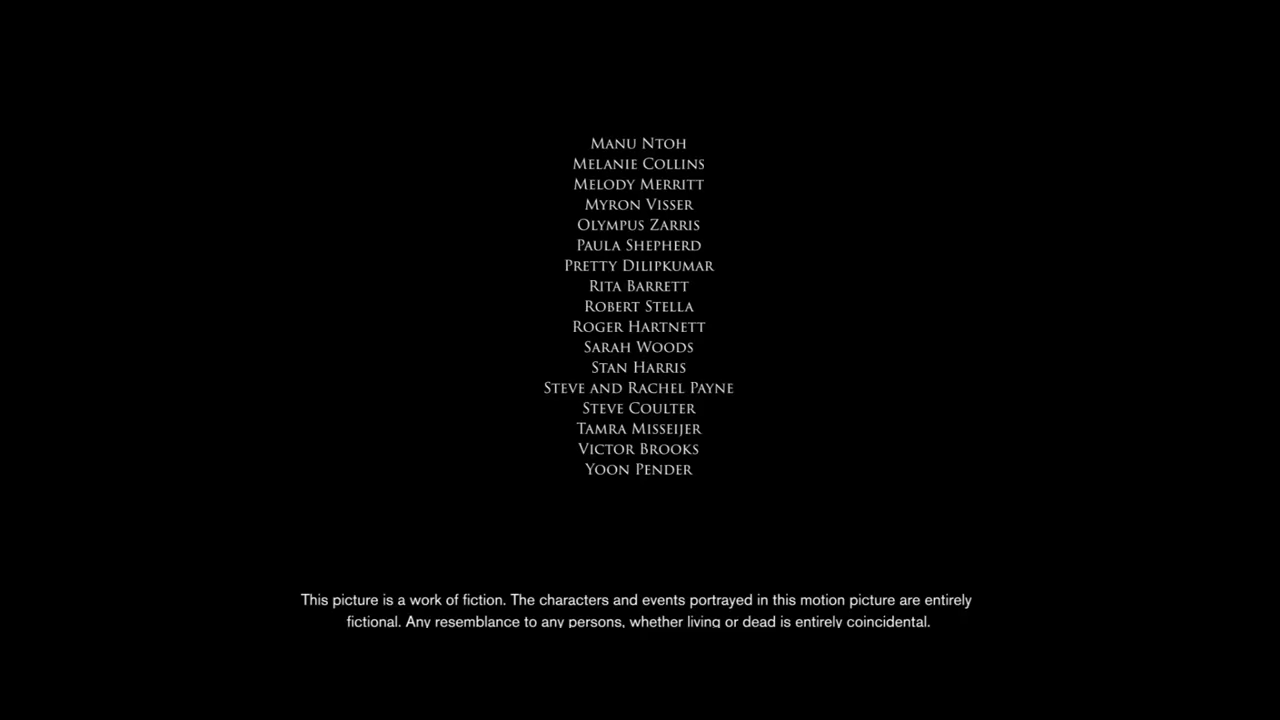 Manu Ntoh
Melanie Collins
Melody Merritt
Myron Visser
Olympus Zarris
Paula Shepherd
Pretty Dilipkumar
Rita Barrett
Robert Stella
Roger Hartnett
Sarah Woods
Stan Harris
Steve and Rachel Payne
Steve Coulter
Tamra Misseijer
Victor Brooks
Yoon Pender
This picture is a work of fiction. The characters and events portrayed in this motion picture are entirely
fictional. Any resemblance to any persons, whether living or dead is entirely coincidental.